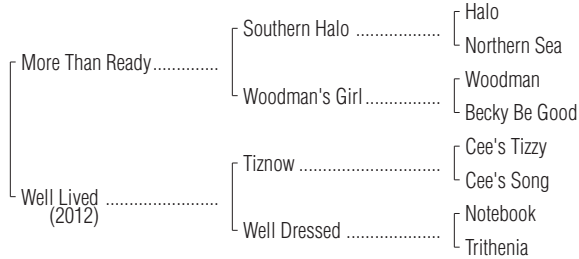 Halo
Southern Halo ..................
Northern Sea
More Than Ready..............
Woodman
Woodman's Girl................
Becky Be Good
Cee's Tizzy
Tiznow ..............................
Cee's Song
Well Lived ........................
(2012)
Notebook
Well Dressed ....................
Trithenia